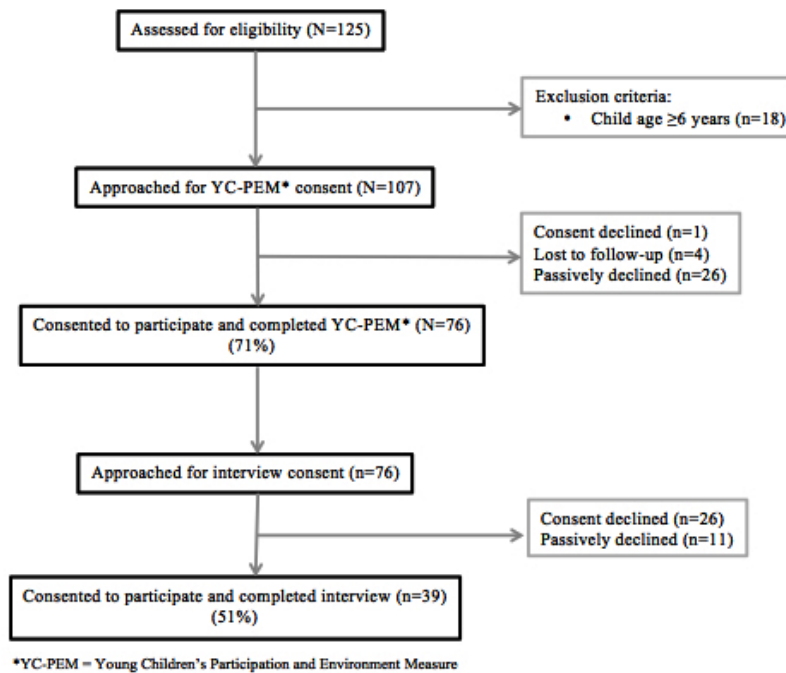 Assessed for eligibility (N=125)
Exclusion criteria:
• Child age ≥6 years (n=18)
Approached for YC-PEM* consent (N=107)
Consent declined (n=1)
Lost to follow-up (n=4)
Passively declined (n=26)
Consented to participate and completed YC-PEM* (N=76)
(71%)
Approached for interview consent (n=76)
Consent declined (n=26)
Passively declined (n=11)
Consented to participate and completed interview (n=39)
(51%)
*YC-PEM = Young Children’s Participation and Environment Measure